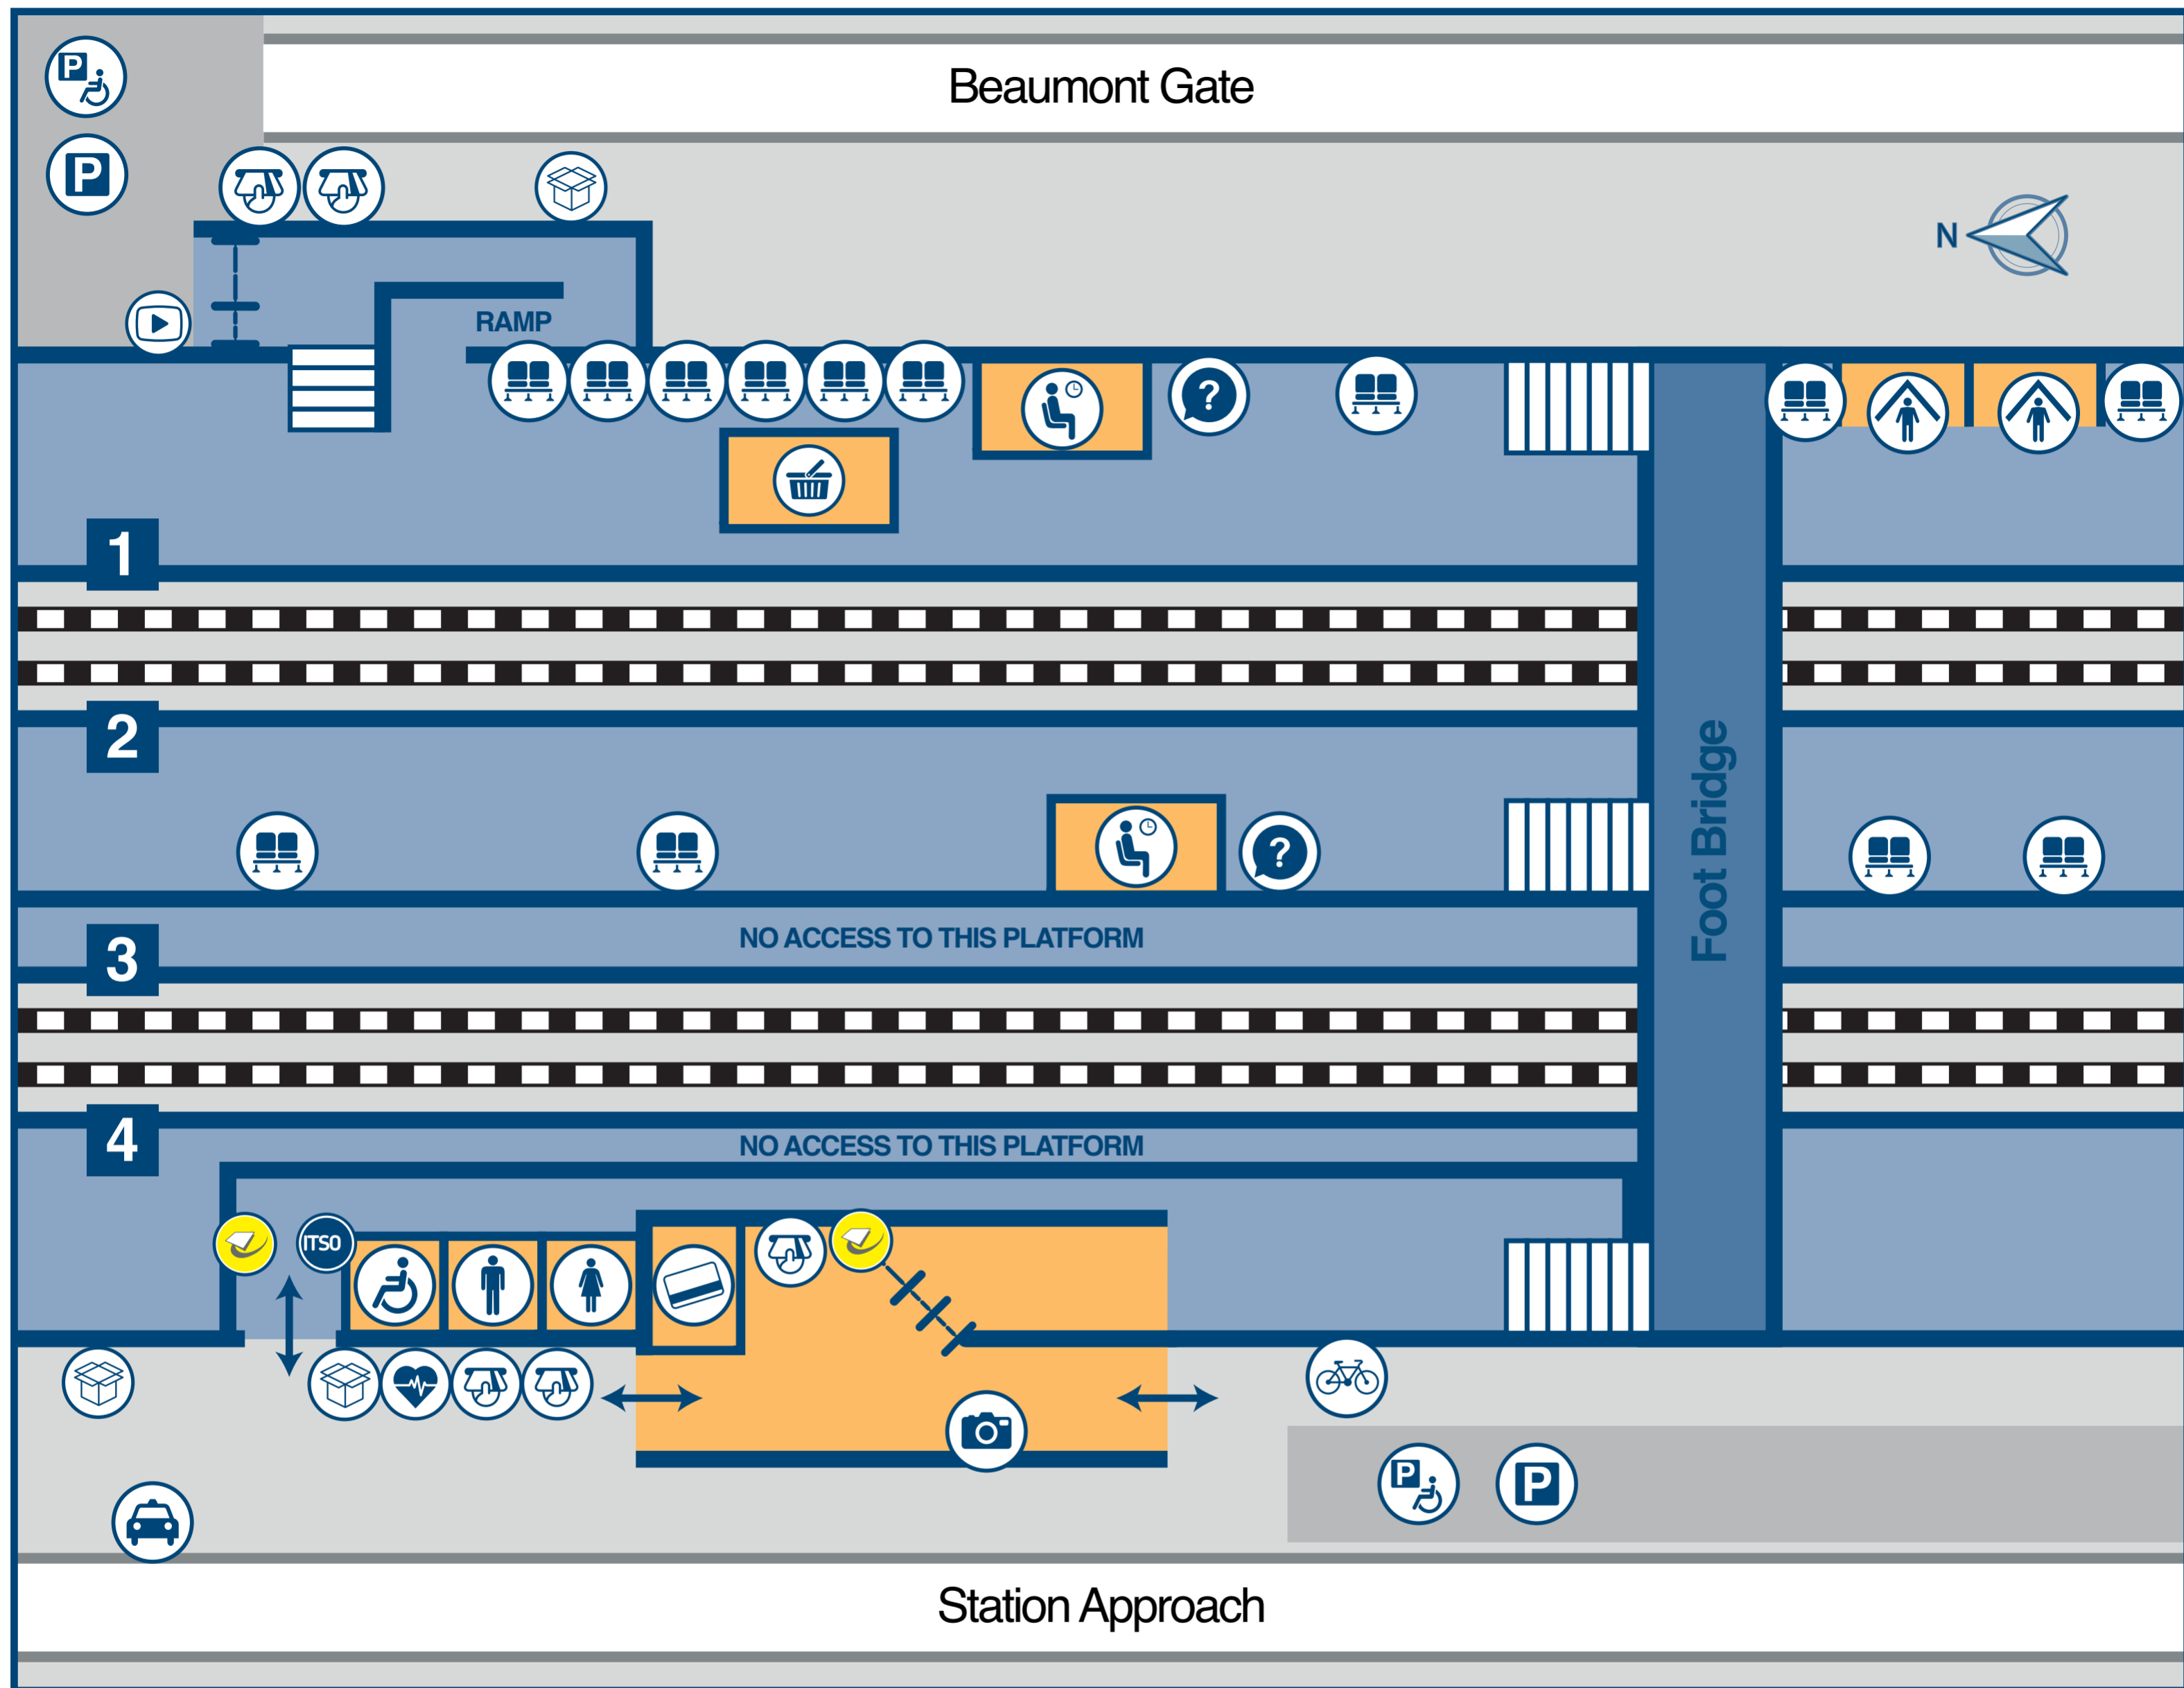 Beaumont Gate
P
P
N
RAMP
?
1
2
?
Foot Bridge
NO ACCESS TO THIS PLATFORM
3
4
NO ACCESS TO THIS PLATFORM
ITSO
P
P
Station Approach